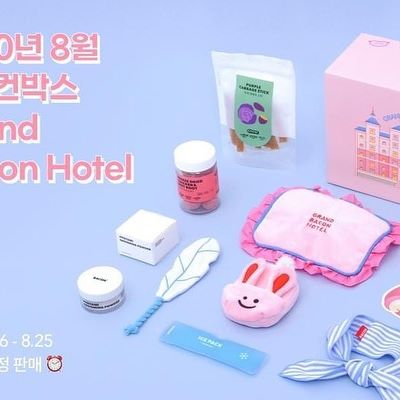 0년 8월
컨박스
nd
on Hotel
6 - 8.25
정 판매
PURPLE
CABBAGE STICK
BACON
GRAND
BACON
HOTEL
ICE PACK